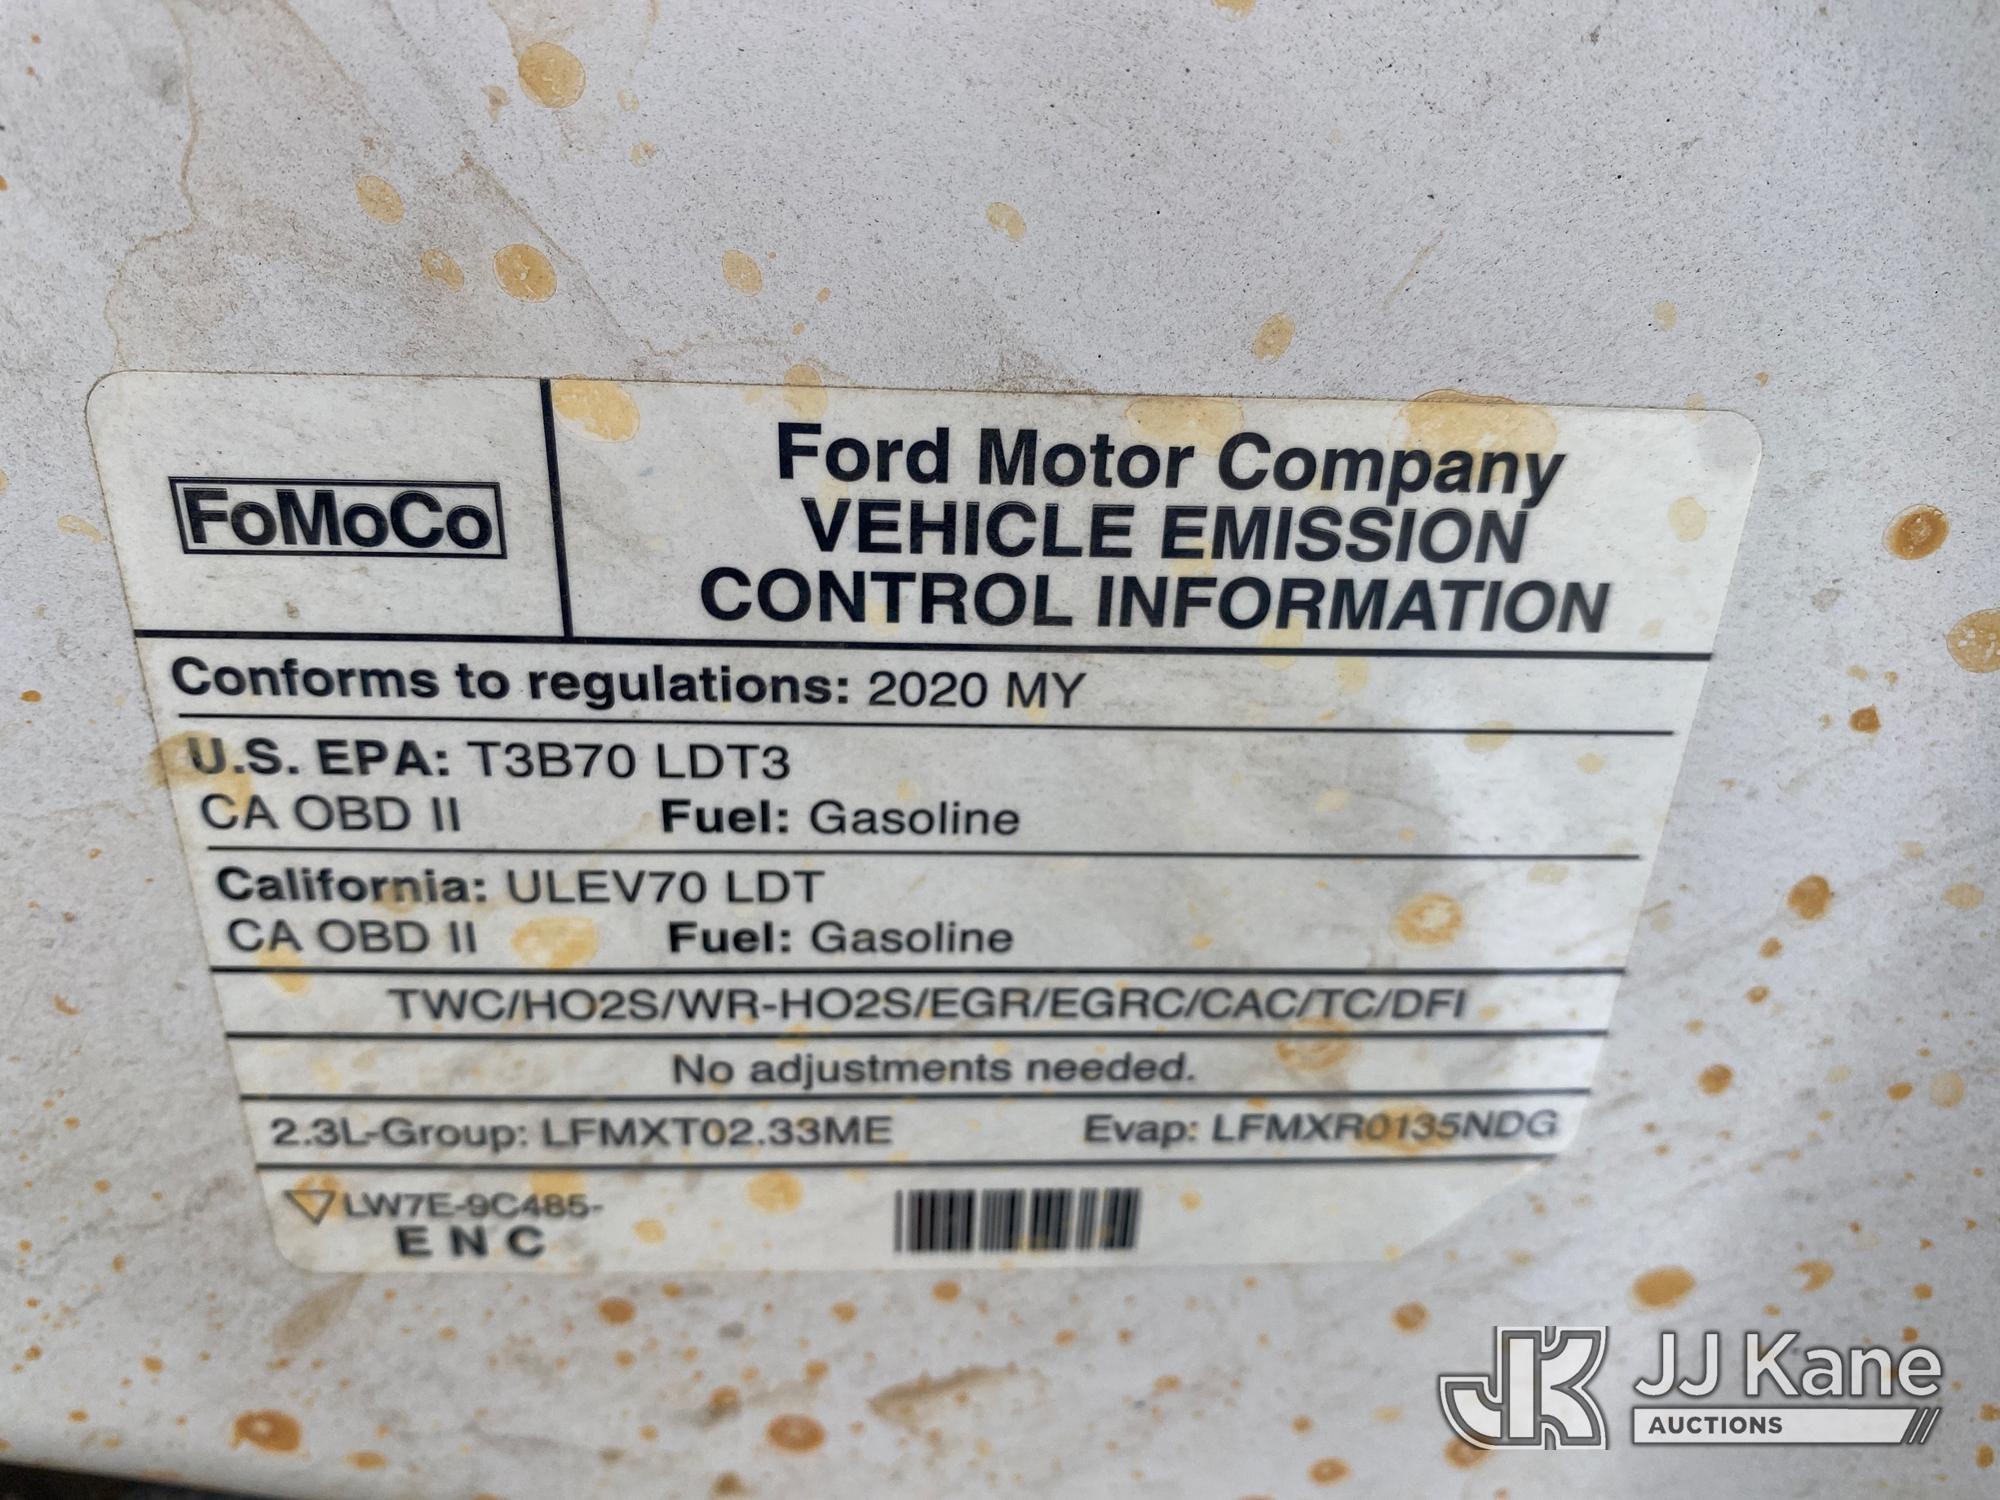 FoMoCo
Ford Motor Company
VEHICLE EMISSION
CONTROL INFORMATION
Conforms to regulations: 2020 MY
U.S. EPA: T3B70 LDT3
CA OBD II Fuel: Gasoline
California: ULEV70 LDT
CA OBD II Fuel: Gasoline
TWC/HO2S/WR-HO2S/EGR/EGRC/CAC/TC/DFI
No adjustments needed.
2.3L-Group: LFMXT02.33ME Evap: LFMXR0135NDG
LW7E-9C485-
E N C
JK JJ Kane
AUCTIONS